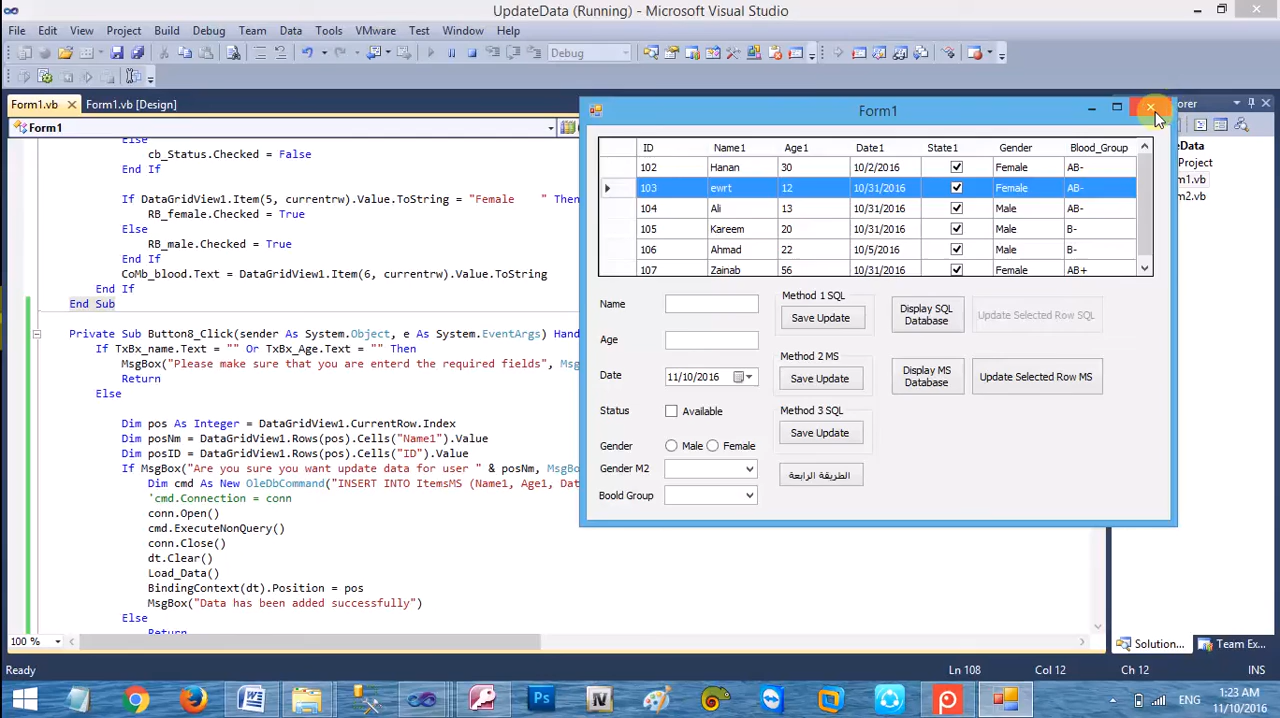 UpdateData (Running) - Microsoft Visual Studio
File Edit View Project Build Debug Team Data Tools VMware Test Window Help
Debug
Form1.vb Form1.vb [Design]
Form1
Else
cb_Status.Checked = False
End If
If DataGridView1.Item(5, currentrw).Value.ToString = "Female    " Then
RB_female.Checked = True
Else
RB_male.Checked = True
End If
CoMb_blood.Text = DataGridView1.Item(6, currentrw).Value.ToString
End If
End Sub
Private Sub Button8_Click(sender As System.Object, e As System.EventArgs) Hand
If TxBx_name.Text = "" Or TxBx_Age.Text = "" Then
MsgBox("Please make sure that you are entered the required fields", MsgB
Return
Else
Dim pos As Integer = DataGridView1.CurrentRow.Index
Dim posNm = DataGridView1.Rows(pos).Cells("Name1").Value
Dim posID = DataGridView1.Rows(pos).Cells("ID").Value
If MsgBox("Are you sure you want update data for user " & posNm, MsgB
Dim cmd As New OleDbCommand("INSERT INTO ItemsMS (Name1, Age1, Dat
'cmd.Connection = conn
conn.Open()
cmd.ExecuteNonQuery()
conn.Close()
dt.Clear()
Load_Data()
BindingContext(dt).Position = pos
MsgBox("Data has been added successfully")
Else
Return
100 %
Form1
ID Name1 Age1 Date1 State1 Gender Blood_Group
102 Hanan 30 10/2/2016 Female AB-
103 ewrt 12 10/31/2016 Female AB-
104 Ali 13 10/31/2016 Male AB-
105 Kareem 20 10/31/2016 Male B-
106 Ahmad 22 10/5/2016 Male B-
107 Zainab 56 10/31/2016 Female AB+
Name
Age
Date 11/10/2016
Status Available
Gender Male Female
Gender M2
Boold Group
Method 1 SQL
Save Update
Method 2 MS
Save Update
Method 3 SQL
Save Update
الطريقة الرابعة
Display SQL
Database
Update Selected Row SQL
Display MS
Database
Update Selected Row MS
orer
eData
Project
m1.vb
m2.vb
Solution... Team Ex...
Ready Ln 108 Col 12 Ch 12 INS
ENG
1:23 AM
11/10/2016